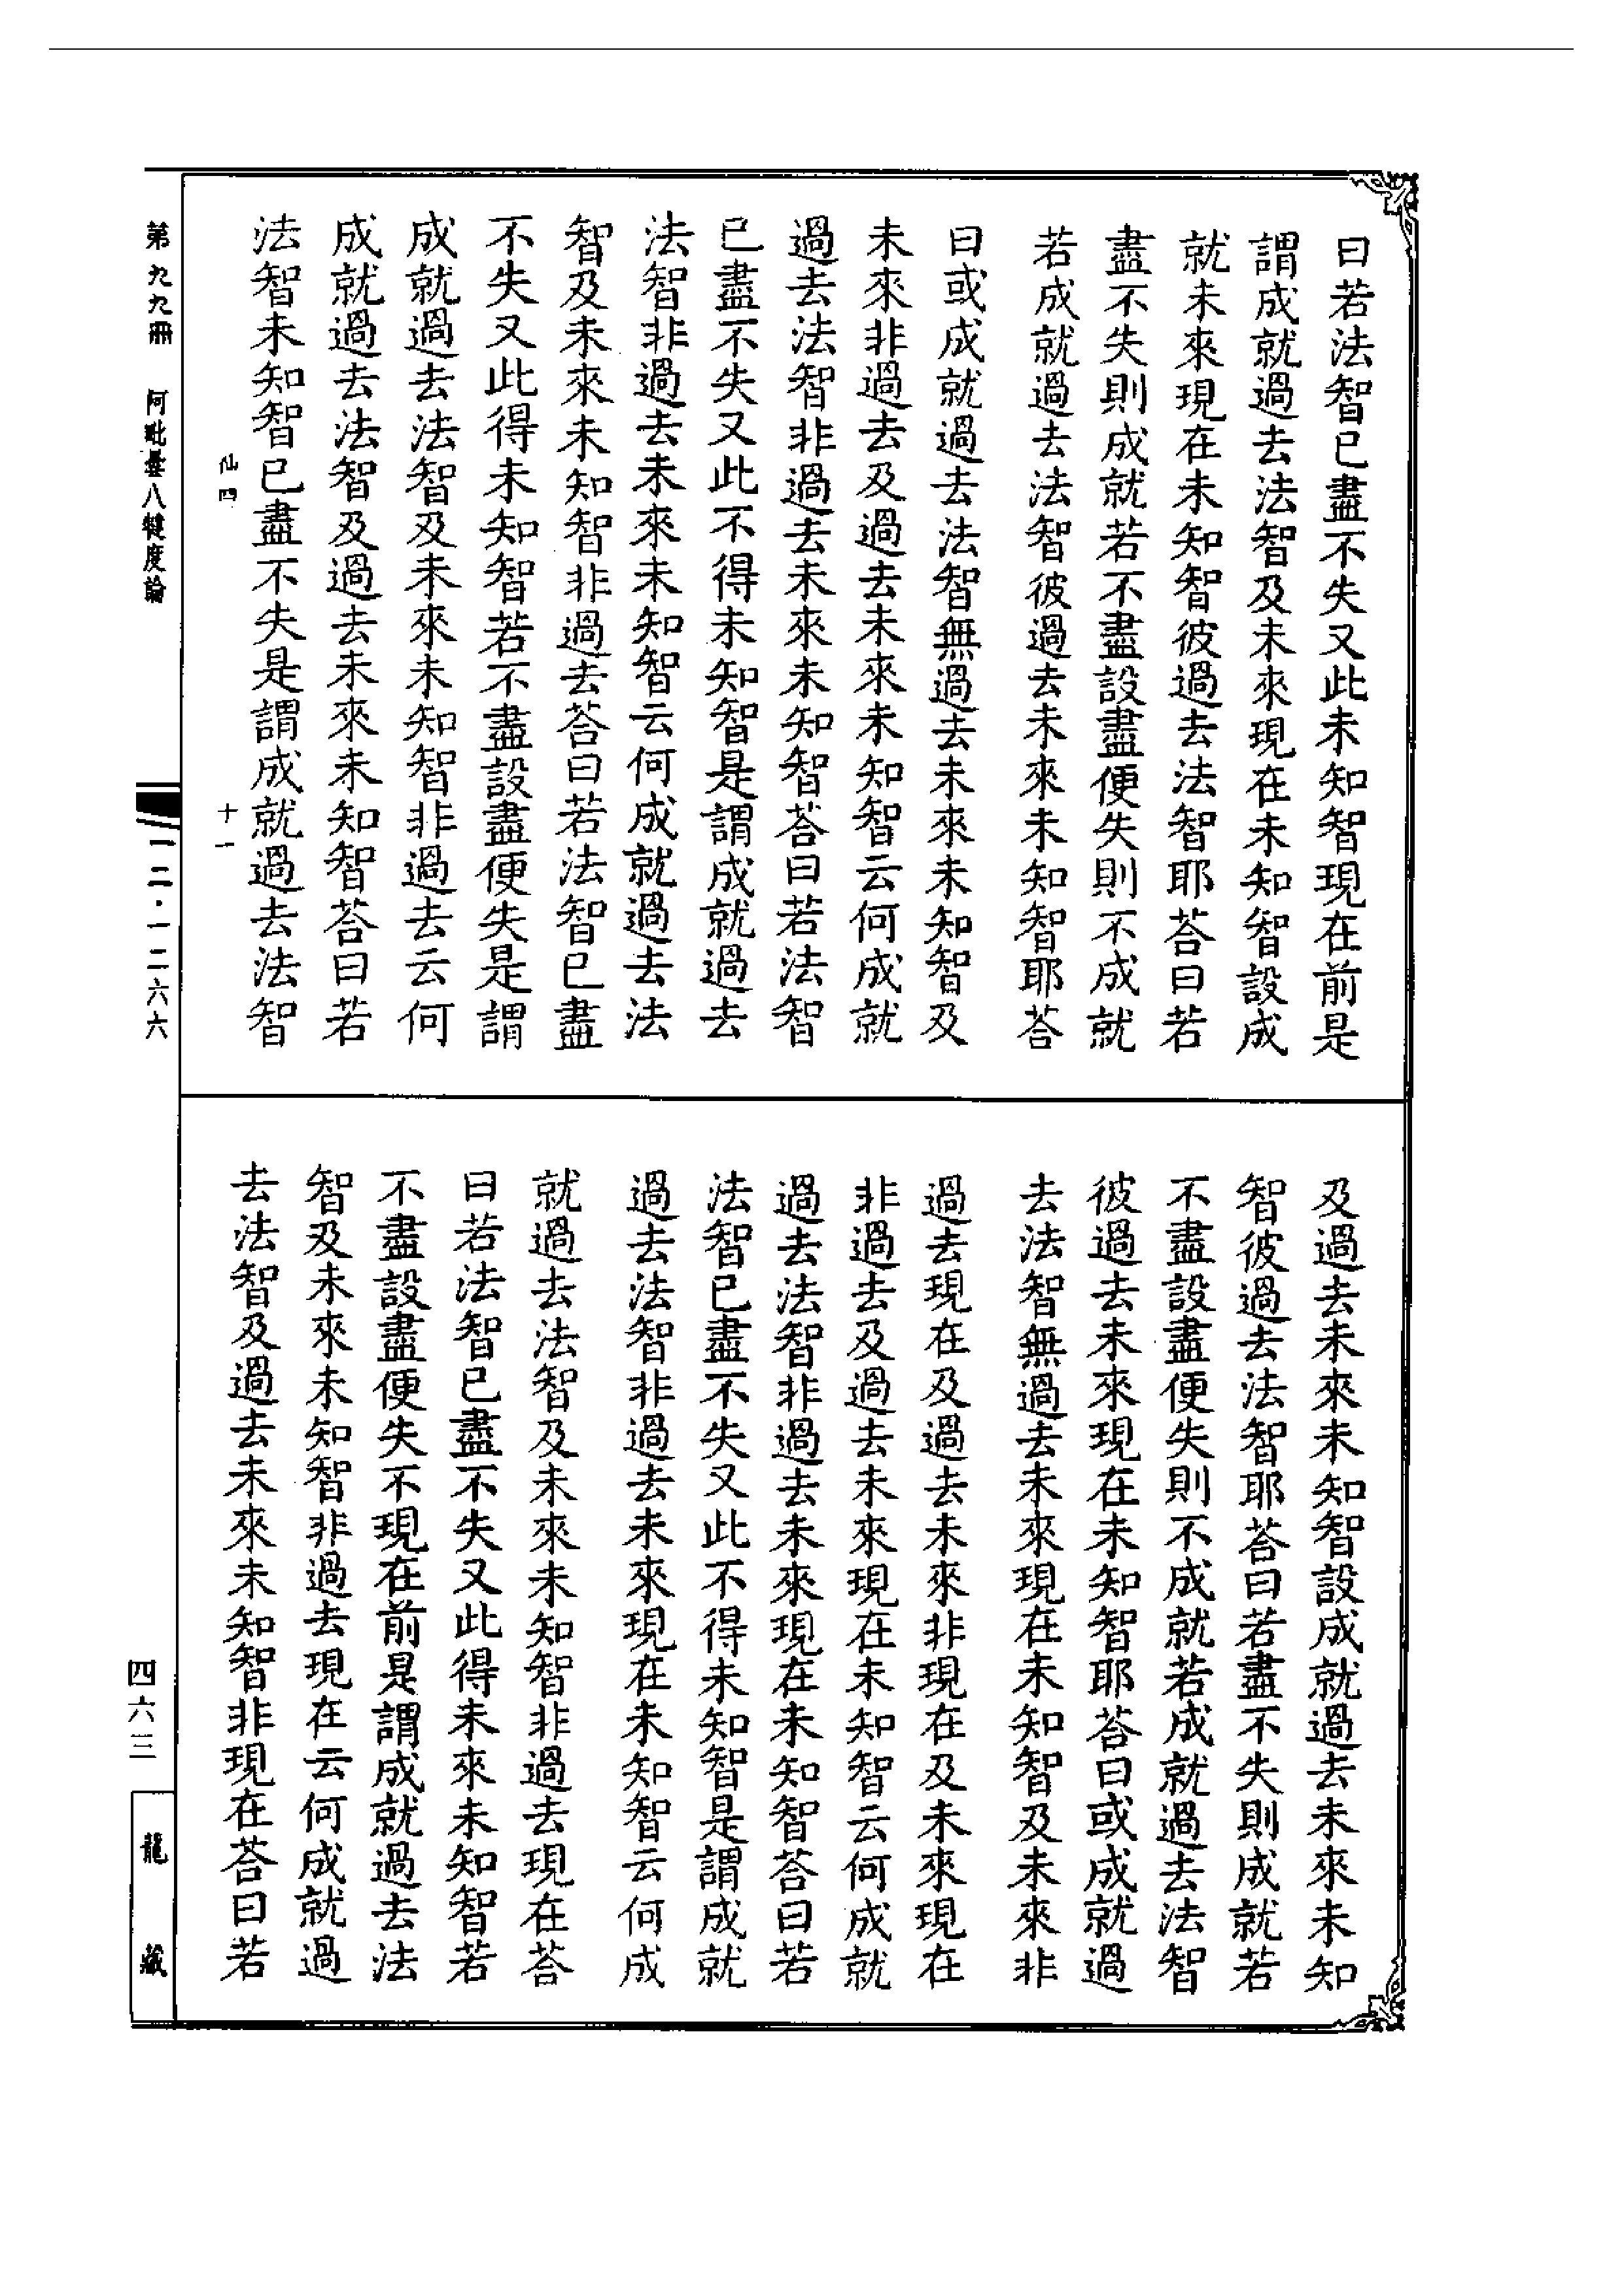 曰若法智已盡不失又此未知智現在前是
謂成就過去法智及未來現在未知智設成
就未來現在未知智彼過去法智耶荅曰若
盡不失則成就若不盡設盡便失則不成就
若成就過去法智彼過去未來未知智耶荅
曰或成就過去法智無過去未來未知智及
未來非過去及過去未來未知智云何成就
過去法智非過去未來未知智荅曰若法智
已盡不失又此不得未知智是謂成就過去
法智非過去未來未知智云何成就過去法
智及未來未知智非過去荅曰若法智已盡
不失又此得未知智若不盡設盡便失是謂
成就過去法智及未來未知智非過去云何
成就過去法智及過去未來未知智荅曰若
法智未知智已盡不失是謂成就過去法智
仙四 十一
及過去未來未知智設成就過去未來未知
智彼過去法智耶荅曰若盡不失則成就若
不盡設盡便失則不成就若成就過去法智
彼過去未來現在未知智耶荅曰或成就過
去法智無過去未來現在未知智及未來非
過去現在及過去未來非現在及未來現在
非過去及過去未來現在未知智云何成就
過去法智非過去未來現在未知智荅曰若
法智已盡不失又此不得未知智是謂成就
過去法智非過去未來現在未知智云何成
就過去法智及未來未知智非過去現在荅
曰若法智已盡不失又此得未來未知智若
不盡設盡便失不現在前是謂成就過去法
智及未來未知智非過去現在云何成就過
去法智及過去未來未知智非現在荅曰若
第九九冊 阿毗曇八犍度論
一二·一二六六
四六三
龍藏